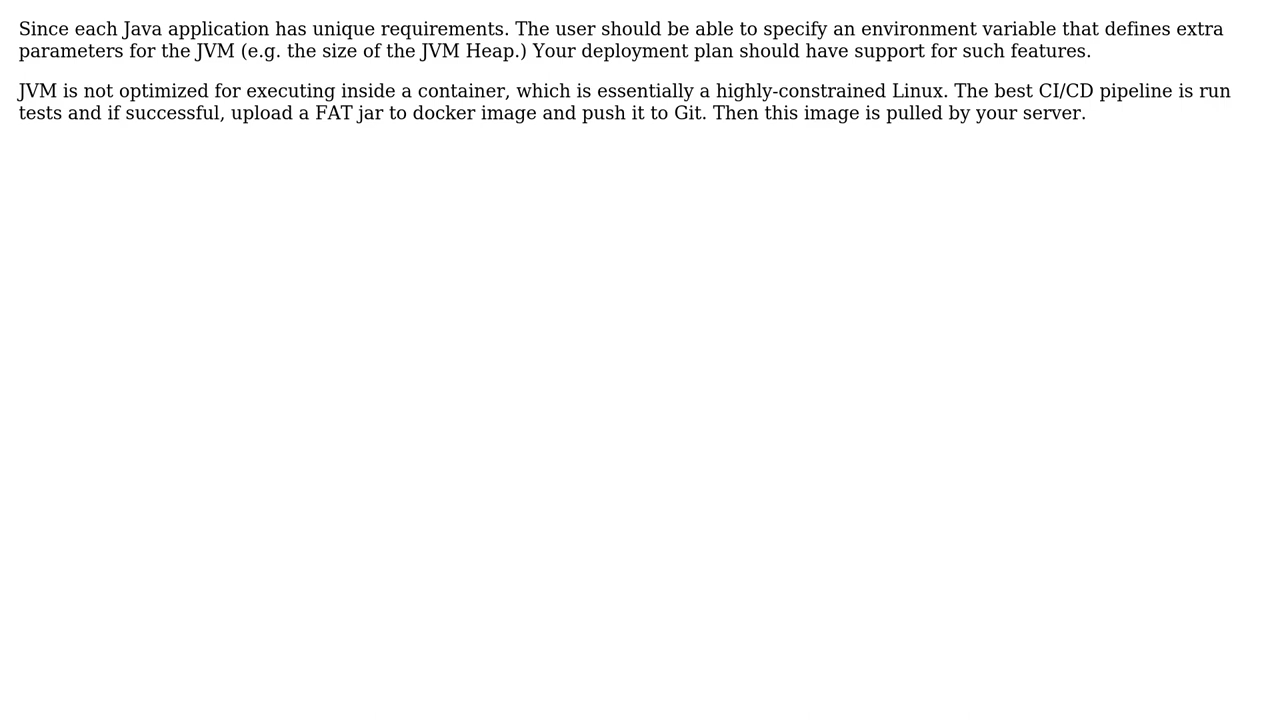 Since each Java application has unique requirements. The user should be able to specify an environment variable that defines extra
parameters for the JVM (e.g. the size of the JVM Heap.) Your deployment plan should have support for such features.
JVM is not optimized for executing inside a container, which is essentially a highly-constrained Linux. The best CI/CD pipeline is run
tests and if successful, upload a FAT jar to docker image and push it to Git. Then this image is pulled by your server.